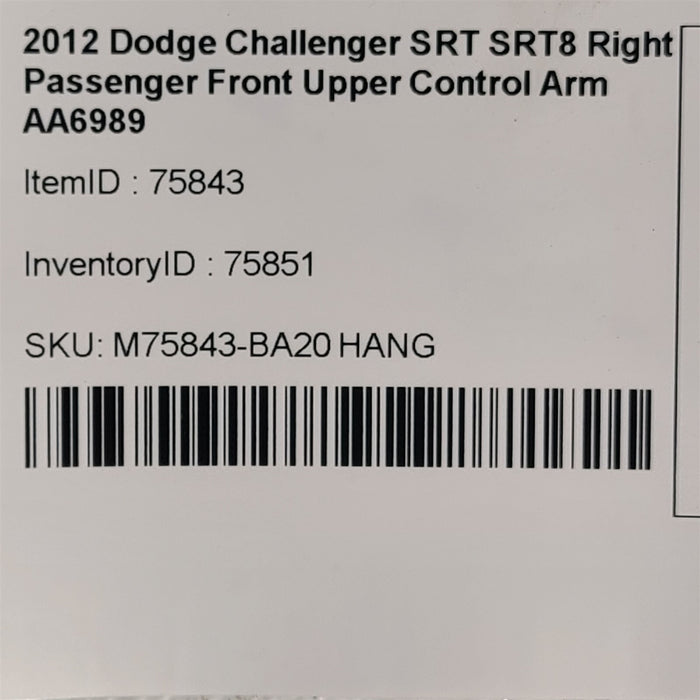 2012 Dodge Challenger SRT SRT8 Right
Passenger Front Upper Control Arm
AA6989
ItemID : 75843
InventoryID : 75851
SKU: M75843-BA20 HANG